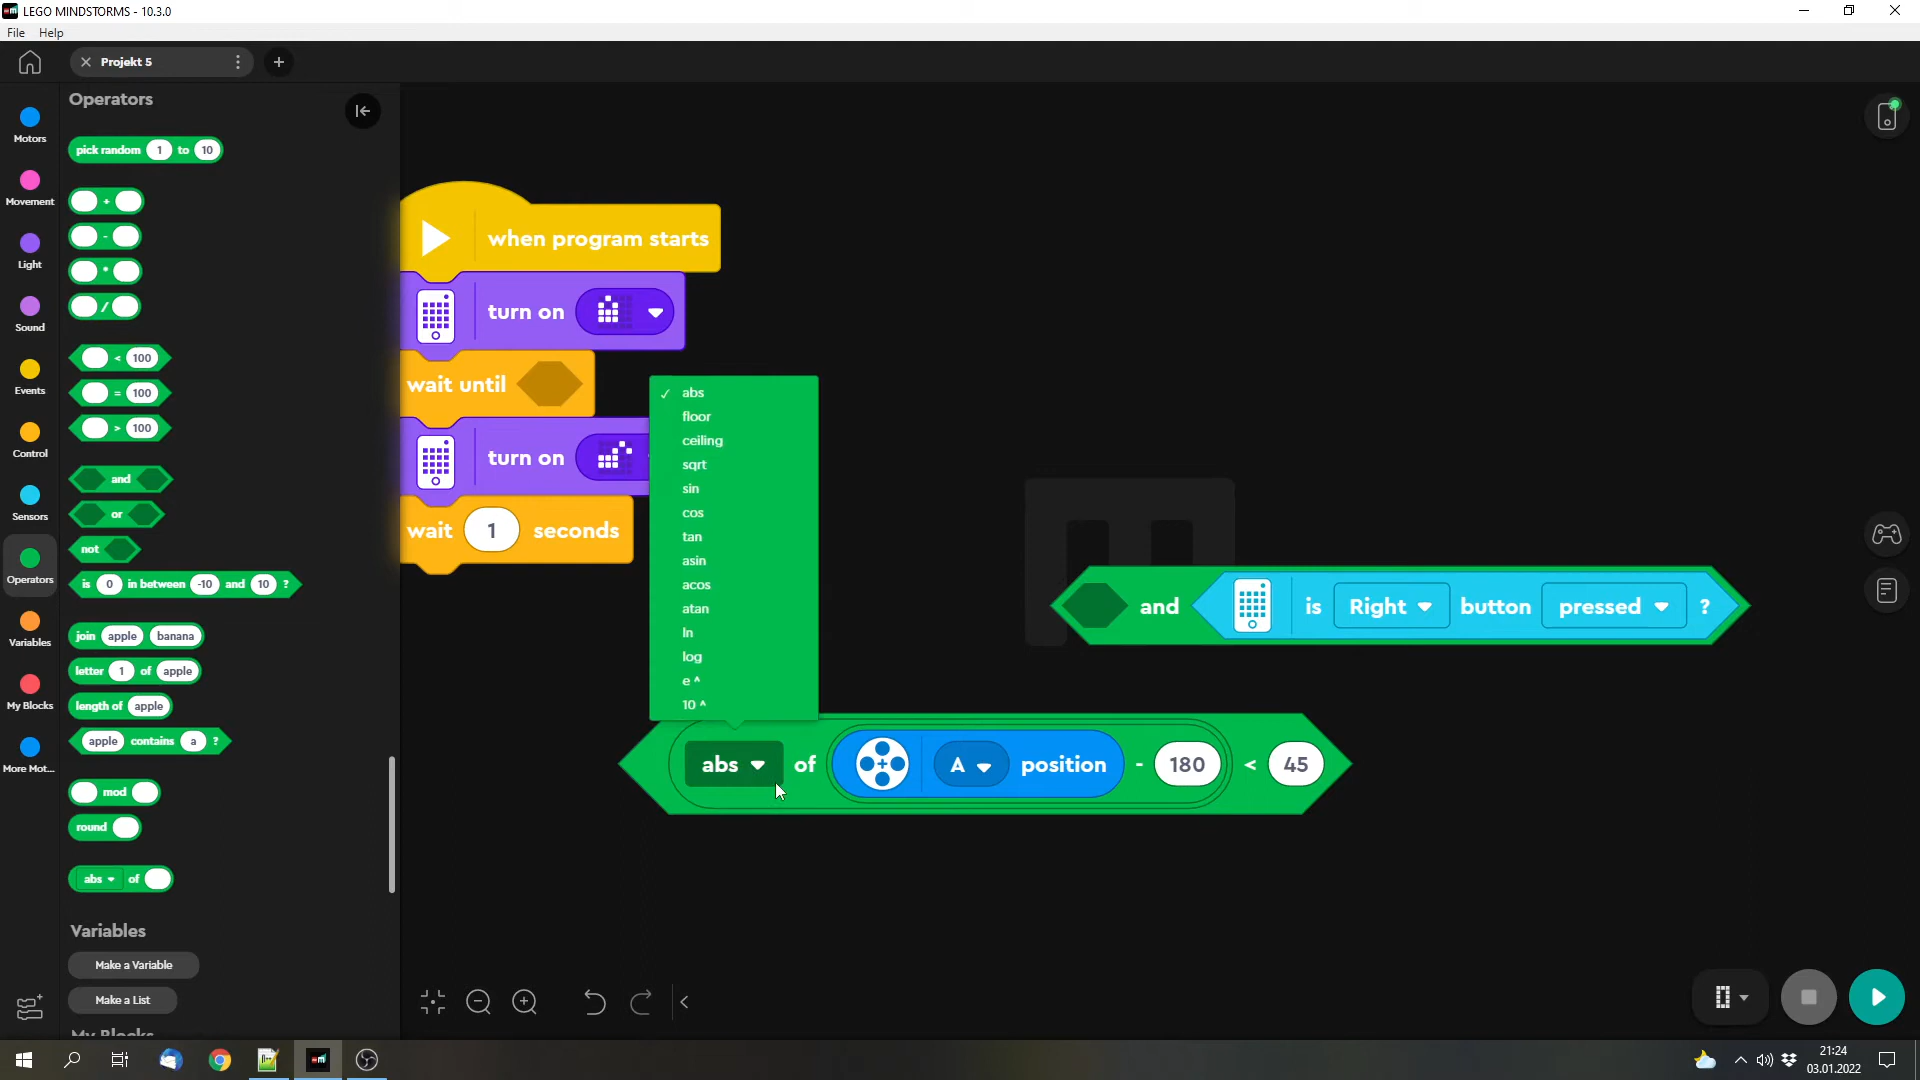 LEGO MINDSTORMS - 10.3.0
File Help
Projekt 5
Motors
Movement
Light
Sound
Events
Control
Sensors
Operators
Variables
My Blocks
More Mot...
Operators
pick random 1 to 10
+
-
*
/
< 100
= 100
> 100
and
or
not
is 0 in between -10 and 10 ?
join apple banana
letter 1 of apple
length of apple
apple contains a ?
mod
round
abs of
Variables
Make a Variable
Make a List
My Blocks
when program starts
turn on
wait until
turn on
wait 1 seconds
✓ abs
floor
ceiling
sqrt
sin
cos
tan
asin
acos
atan
ln
log
e ^
10 ^
and is Right button pressed ?
abs of A position - 180 < 45
21:24
03.01.2022